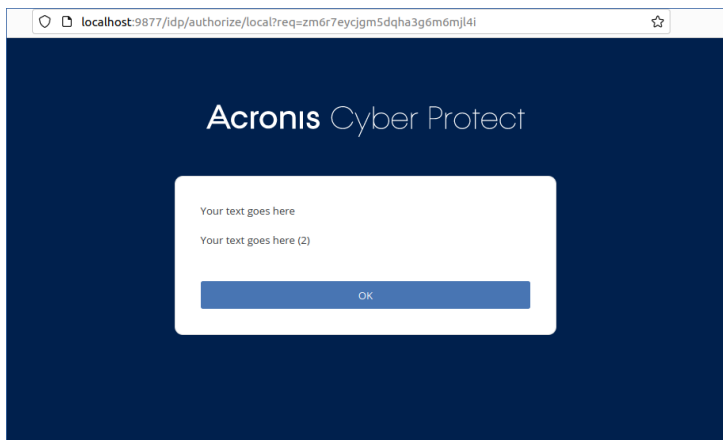 localhost:9877/idp/authorize/local?req=zm6r7eycjgm5dqha3g6m6mjl4i
Acronis Cyber Protect
Your text goes here
Your text goes here (2)
OK